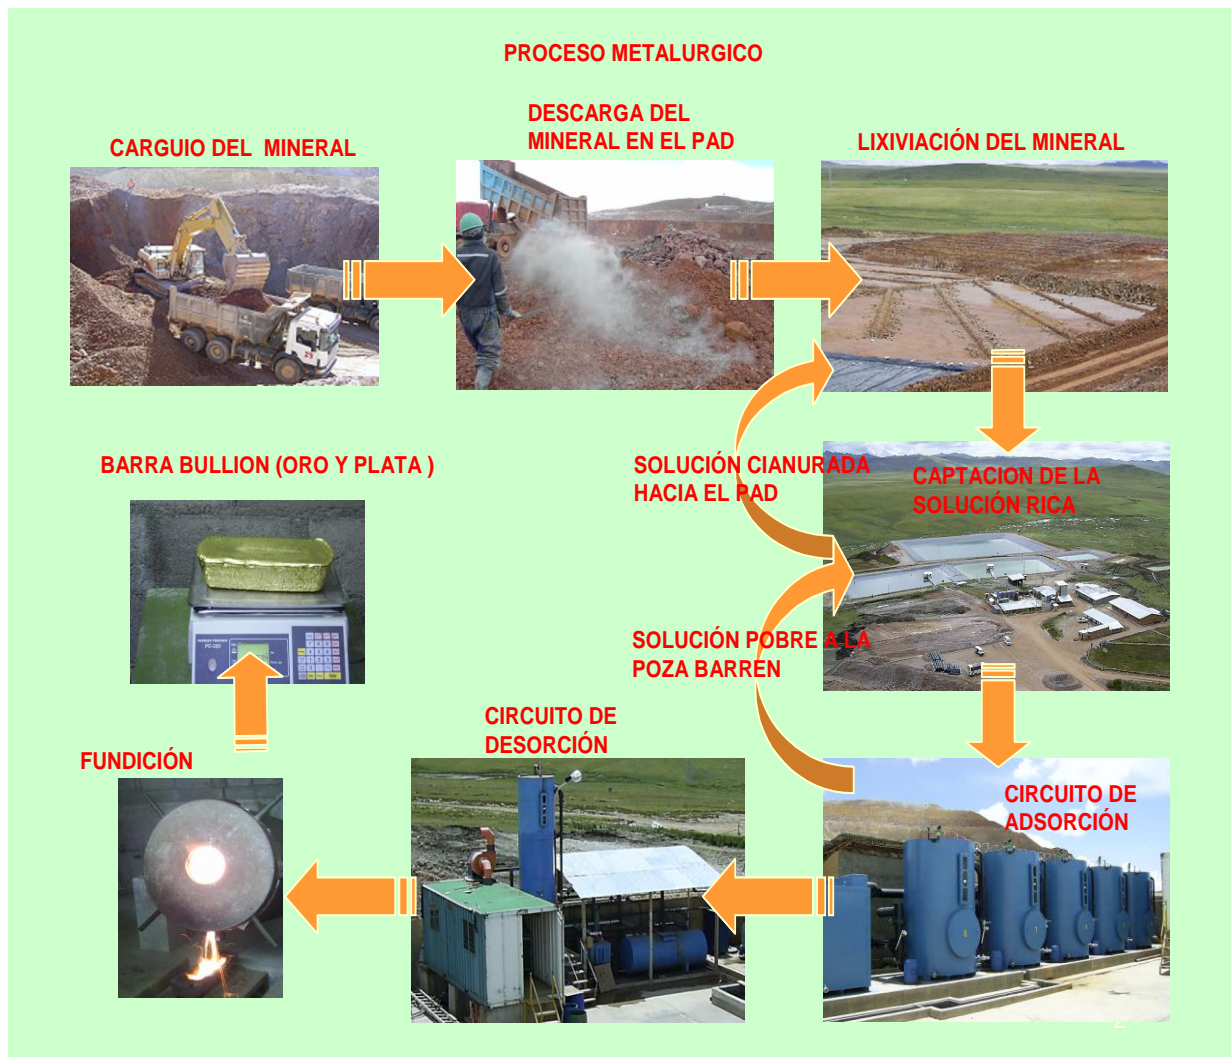 PROCESO METALURGICO
CARGUIO DEL MINERAL
DESCARGA DEL
MINERAL EN EL PAD
LIXIVIACIÓN DEL MINERAL
SOLUCIÓN CIANURADA
HACIA EL PAD
CAPTACION DE LA
SOLUCIÓN RICA
SOLUCIÓN POBRE A LA
POZA BARREN
CIRCUITO DE
ADSORCIÓN
CIRCUITO DE
DESORCIÓN
FUNDICIÓN
BARRA BULLION (ORO Y PLATA )
2